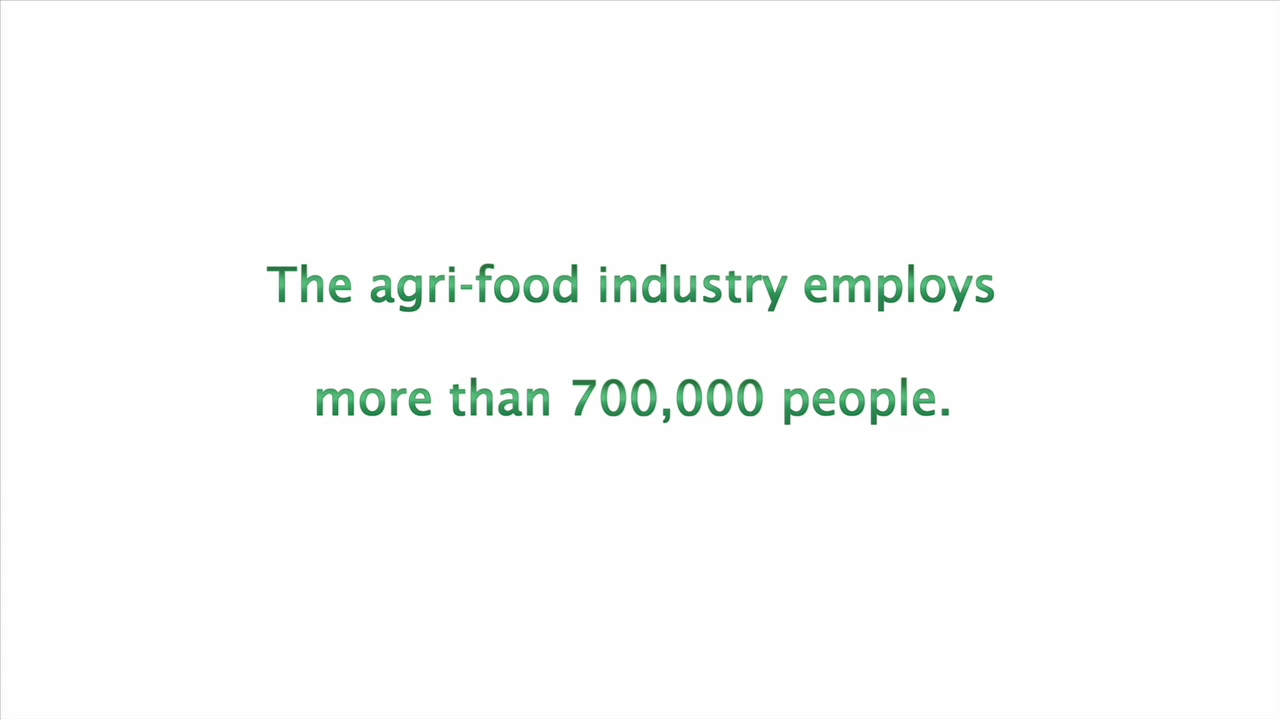 The agri-food industry employs
more than 700,000 people.